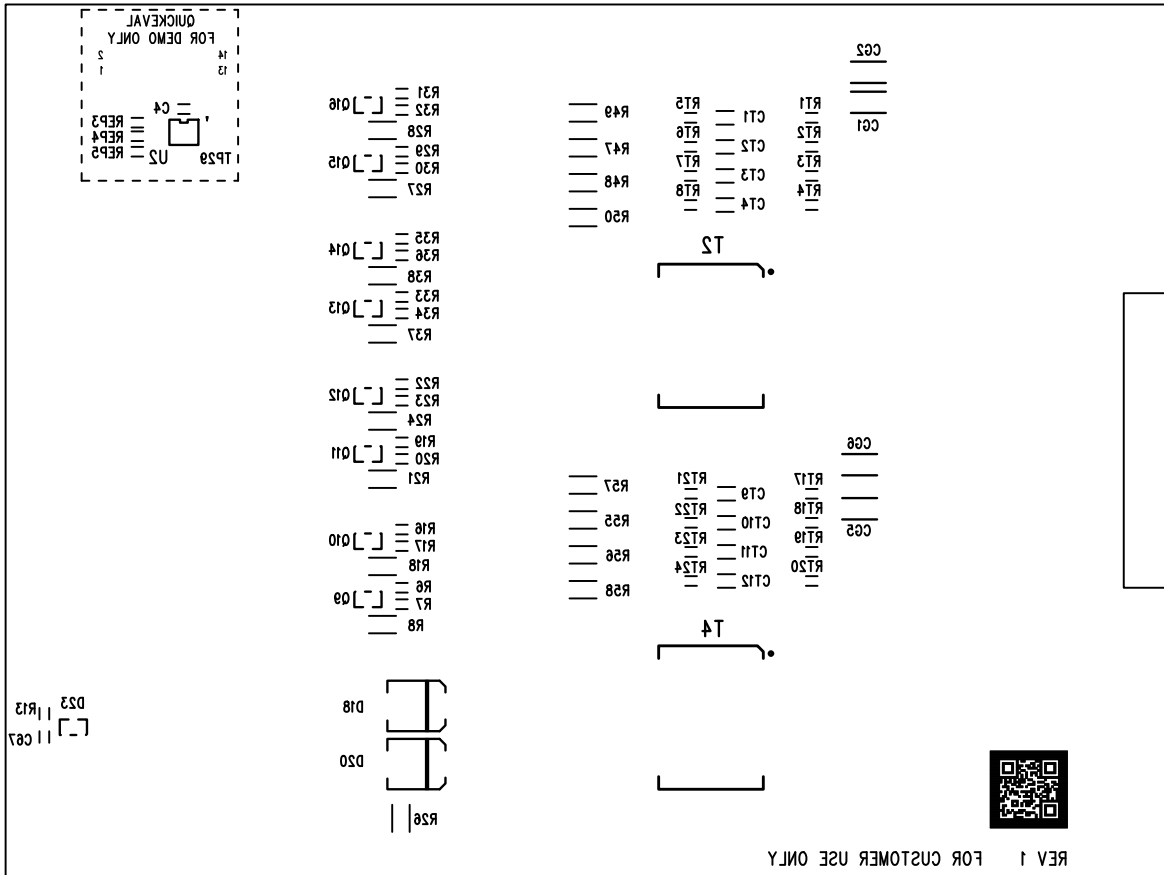 QUICKEVAL
FOR DEMO ONLY
2 14
1 13
C4
REP3
REP4
REP5
U2
TP29
Q16
R31
R32
R28
Q15
R29
R30
R27
Q14
R35
R36
R38
Q13
R33
R34
R37
Q12
R22
R23
R24
Q11
R19
R20
R21
Q10
R16
R17
R18
Q9
R6
R7
R8
D18
D20
R26
R13
D23
C67
R49
R47
R48
R50
RT5
RT6
RT7
RT8
CT1
CT2
CT3
CT4
RT1
RT2
RT3
RT4
CG2
CG1
T2
R57
R55
R56
R58
RT21
RT22
RT23
RT24
CT9
CT10
CT11
CT12
RT17
RT18
RT19
RT20
CG6
CG5
T4
REV 1 FOR CUSTOMER USE ONLY